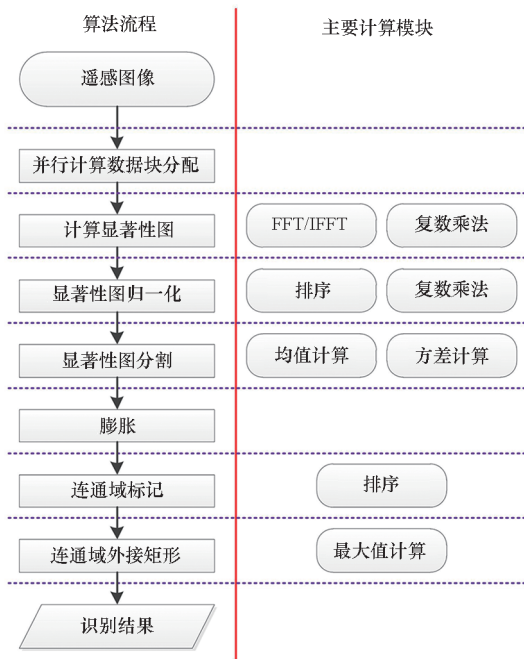 算法流程
主要计算模块
遥感图像
并行计算数据块分配
计算显著性图
FFT/IFFT
复数乘法
显著性图归一化
排序
复数乘法
显著性图分割
均值计算
方差计算
膨胀
连通域标记
排序
连通域外接矩形
最大值计算
识别结果